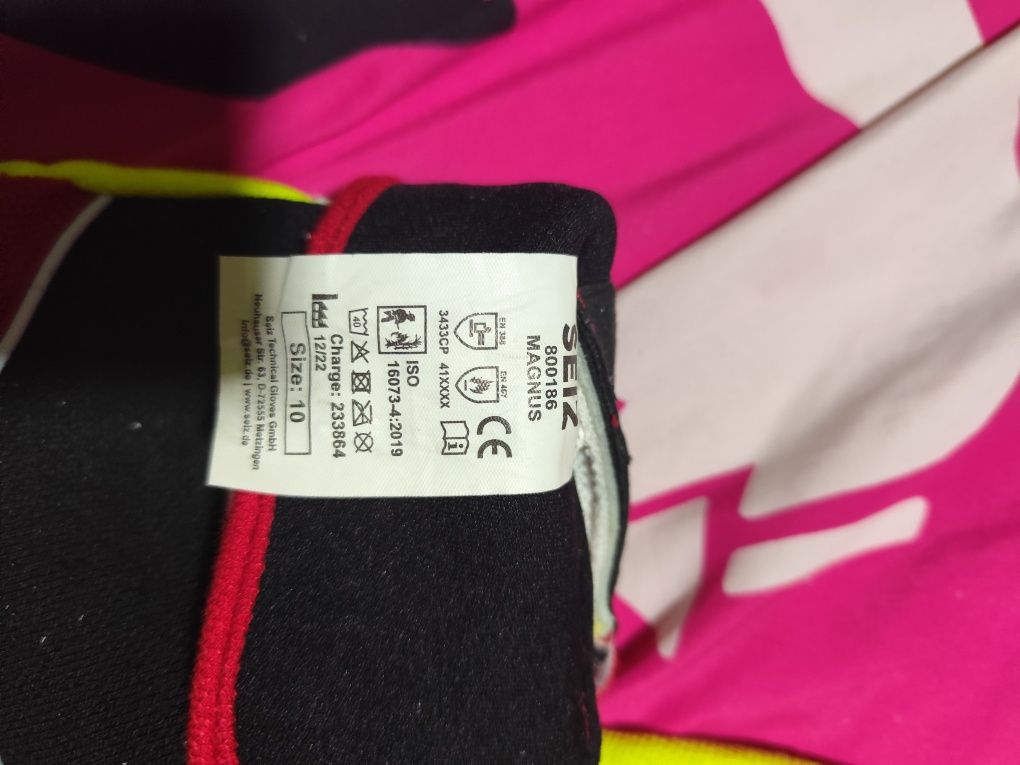 SEIZ
800186
MAGNUS
EN 388
EN 407
CE
3433CP 41XXXX
i
ISO
16073-4:2019
40
Charge: 233864
12/22
Size: 10
Seiz Technical Gloves GmbH
Neuhauser Str. 63, D-72555 Metzingen
info@seiz.de | www.seiz.de